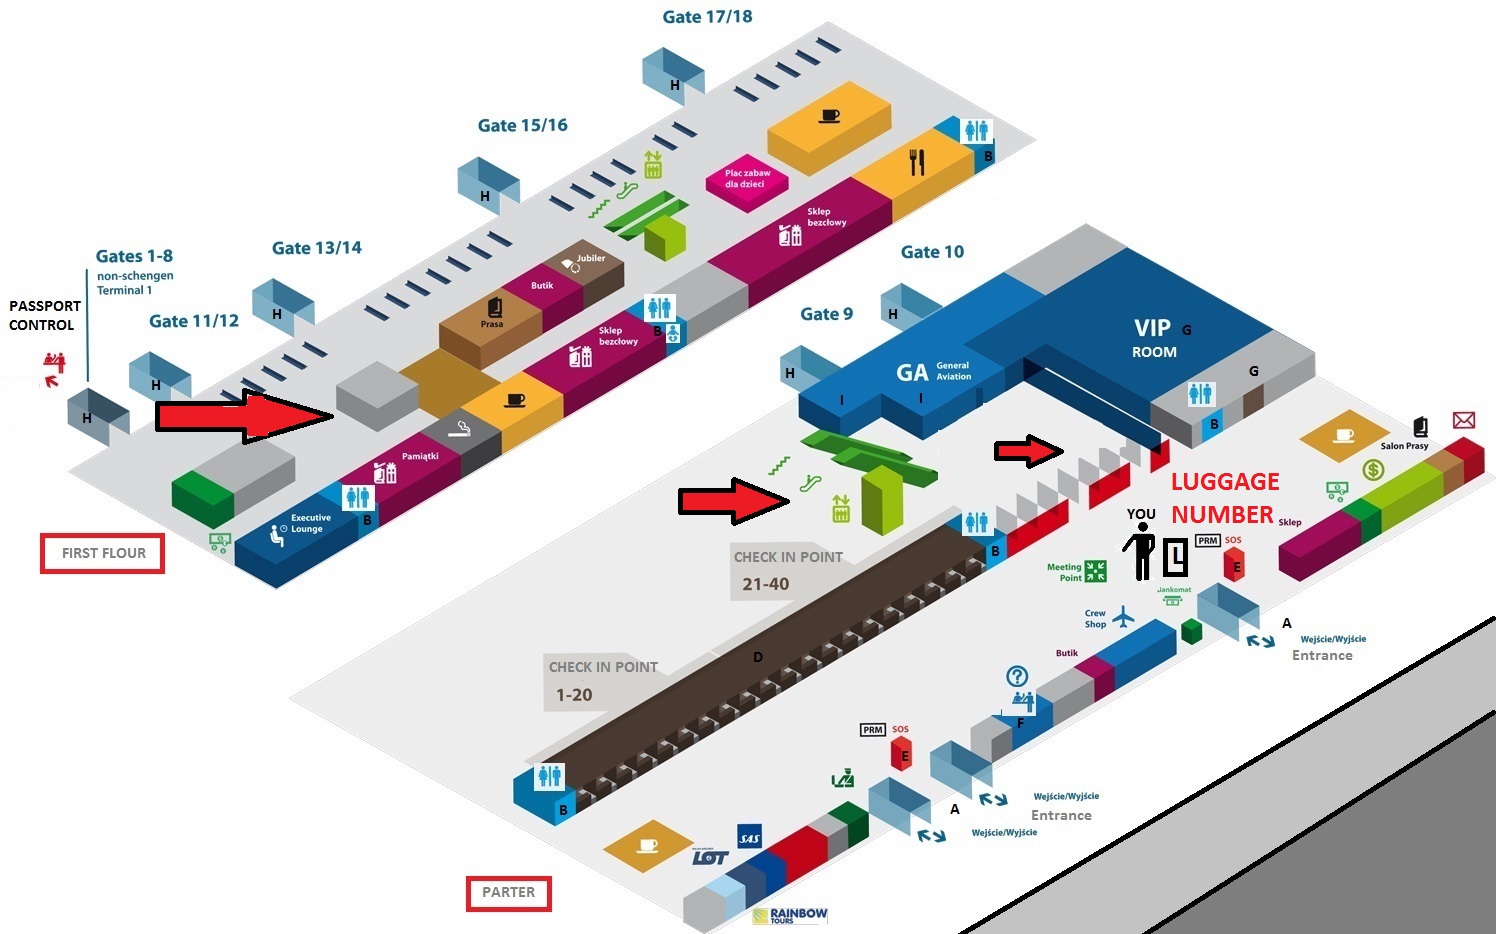 Gate 17/18
H
Gate 15/16
H
Plac zabaw
dla dzieci
B
Sklep
bezcłowy
Gate 13/14
H
Gates 1-8
non-schengen
Terminal 1
PASSPORT
CONTROL
H
Gate 11/12
H
Jubiler
Butik
Prasa
Sklep
bezcłowy
B
Pamiątki
Executive
Lounge
B
FIRST FLOUR
Gate 10
H
Gate 9
H
VIP
ROOM
G
GA
General
Aviation
I
I
G
B
Salon Prasy
$
Sklep
LUGGAGE
NUMBER
YOU
L
PRM
SOS
E
Meeting
Point
Jankomat
A
Wejście/Wyjście
Entrance
Crew
Shop
Butik
?
F
B
CHECK IN POINT
21-40
D
CHECK IN POINT
1-20
B
PRM
SOS
E
A
Wejście/Wyjście
Entrance
Wejście/Wyjście
SAS
LOT
PARTER
RAINBOW
TOURS